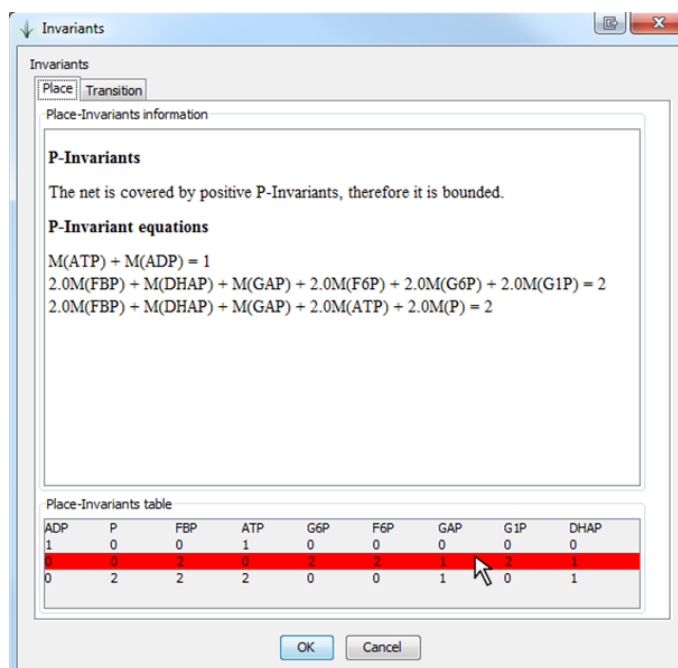 Invariants
Invariants
Place Transition
Place-Invariants information
P-Invariants
The net is covered by positive P-Invariants, therefore it is bounded.
P-Invariant equations
M(ATP) + M(ADP) = 1
2.0M(FBP) + M(DHAP) + M(GAP) + 2.0M(F6P) + 2.0M(G6P) + 2.0M(G1P) = 2
2.0M(FBP) + M(DHAP) + M(GAP) + 2.0M(ATP) + 2.0M(P) = 2
Place-Invariants table
ADP P FBP ATP G6P F6P GAP G1P DHAP
1 0 0 1 0 0 0 0 0
0 0 2 0 2 2 1 2 1
0 2 2 2 0 0 1 0 1
OK Cancel